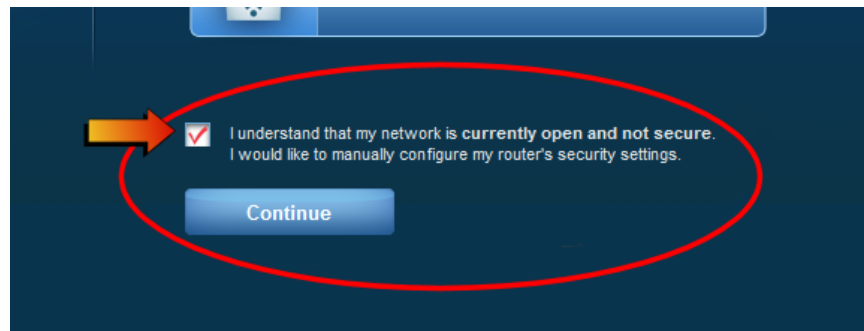 I understand that my network is currently open and not secure.
I would like to manually configure my router's security settings.
Continue